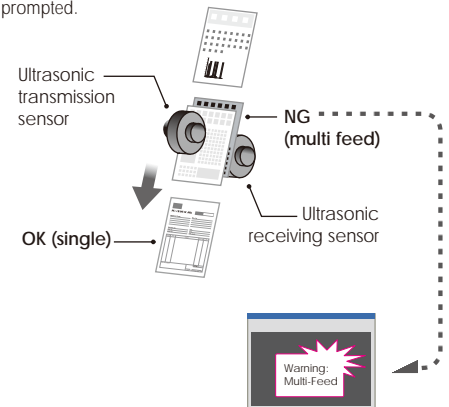 prompted.
Ultrasonic
transmission
sensor
NG
(multi feed)
OK (single)
Ultrasonic
receiving sensor
Warning:
Multi-Feed